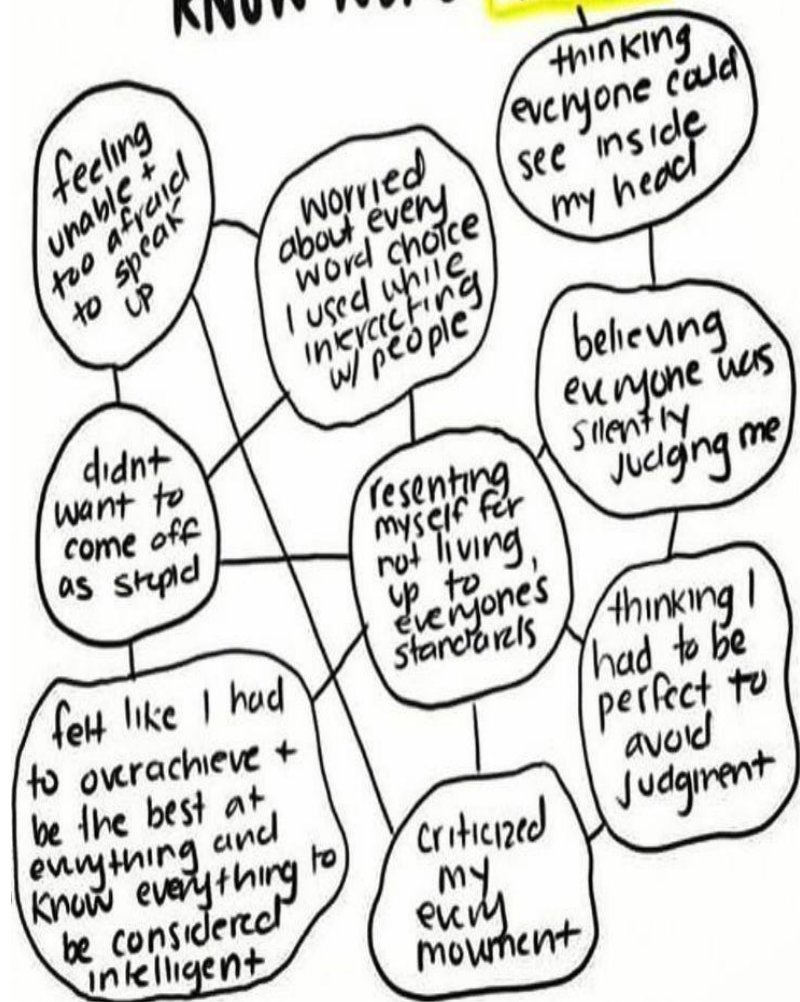 KNOW
thinking
everyone could
see inside
my head
feeling
unable +
too afraid
to speak
up
worried
about every
word choice
I used while
interacting
w/ people
believing
everyone was
silently
judging me
didnt
want to
come off
as stupid
resenting
myself for
not living
up to
everyone's
standards
thinking I
had to be
perfect to
avoid
judgment
felt like I had
to overachieve +
be the best at
everything and
know everything to
be considered
intelligent
criticized
my
every
movement